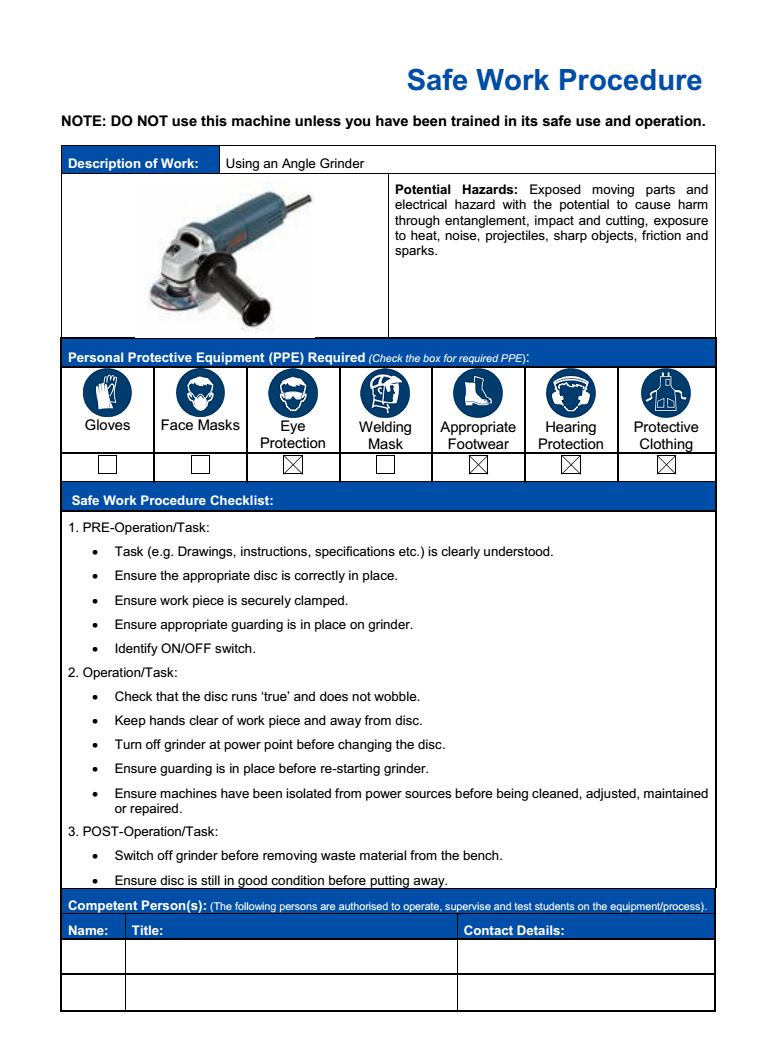 Safe Work Procedure
NOTE: DO NOT use this machine unless you have been trained in its safe use and operation.
Description of Work: Using an Angle Grinder
Potential Hazards: Exposed moving parts and
electrical hazard with the potential to cause harm
through entanglement, impact and cutting, exposure
to heat, noise, projectiles, sharp objects, friction and
sparks.
Personal Protective Equipment (PPE) Required (Check the box for required PPE):
Gloves
Face Masks
Eye
Protection
Welding
Mask
Appropriate
Footwear
Hearing
Protection
Protective
Clothing
Safe Work Procedure Checklist:
1. PRE-Operation/Task:
• Task (e.g. Drawings, instructions, specifications etc.) is clearly understood.
• Ensure the appropriate disc is correctly in place.
• Ensure work piece is securely clamped.
• Ensure appropriate guarding is in place on grinder.
• Identify ON/OFF switch.
2. Operation/Task:
• Check that the disc runs ‘true’ and does not wobble.
• Keep hands clear of work piece and away from disc.
• Turn off grinder at power point before changing the disc.
• Ensure guarding is in place before re-starting grinder.
• Ensure machines have been isolated from power sources before being cleaned, adjusted, maintained
or repaired.
3. POST-Operation/Task:
• Switch off grinder before removing waste material from the bench.
• Ensure disc is still in good condition before putting away.
Competent Person(s): (The following persons are authorised to operate, supervise and test students on the equipment/process).
Name: Title: Contact Details: